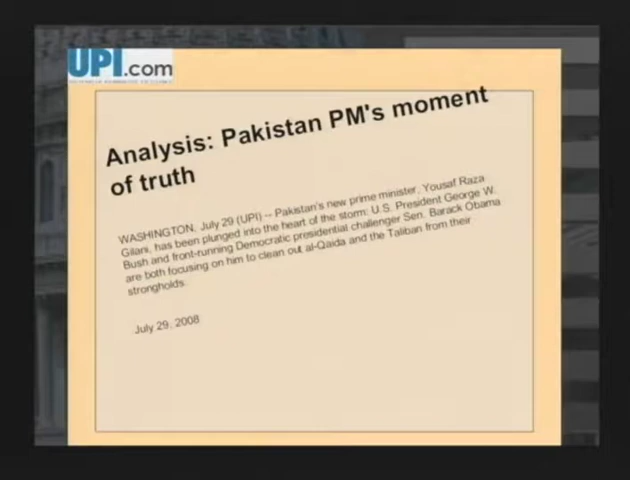 UPI.com
Analysis: Pakistan PM's moment
of truth
WASHINGTON, July 29 (UPI) -- Pakistan's new prime minister, Yousaf Raza
Gilani, has been plunged into the heart of the storm: U.S. President George W.
Bush and front-running Democratic presidential challenger Sen. Barack Obama
are both focusing on him to clean out al-Qaida and the Taliban from their
strongholds.
July 29, 2008